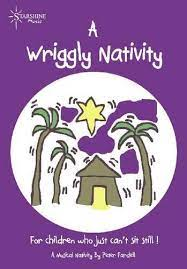 STARSHINE
Music
A
Wriggly Nativity
For children who just can't sit still !
A Musical Nativity By Peter Fardell